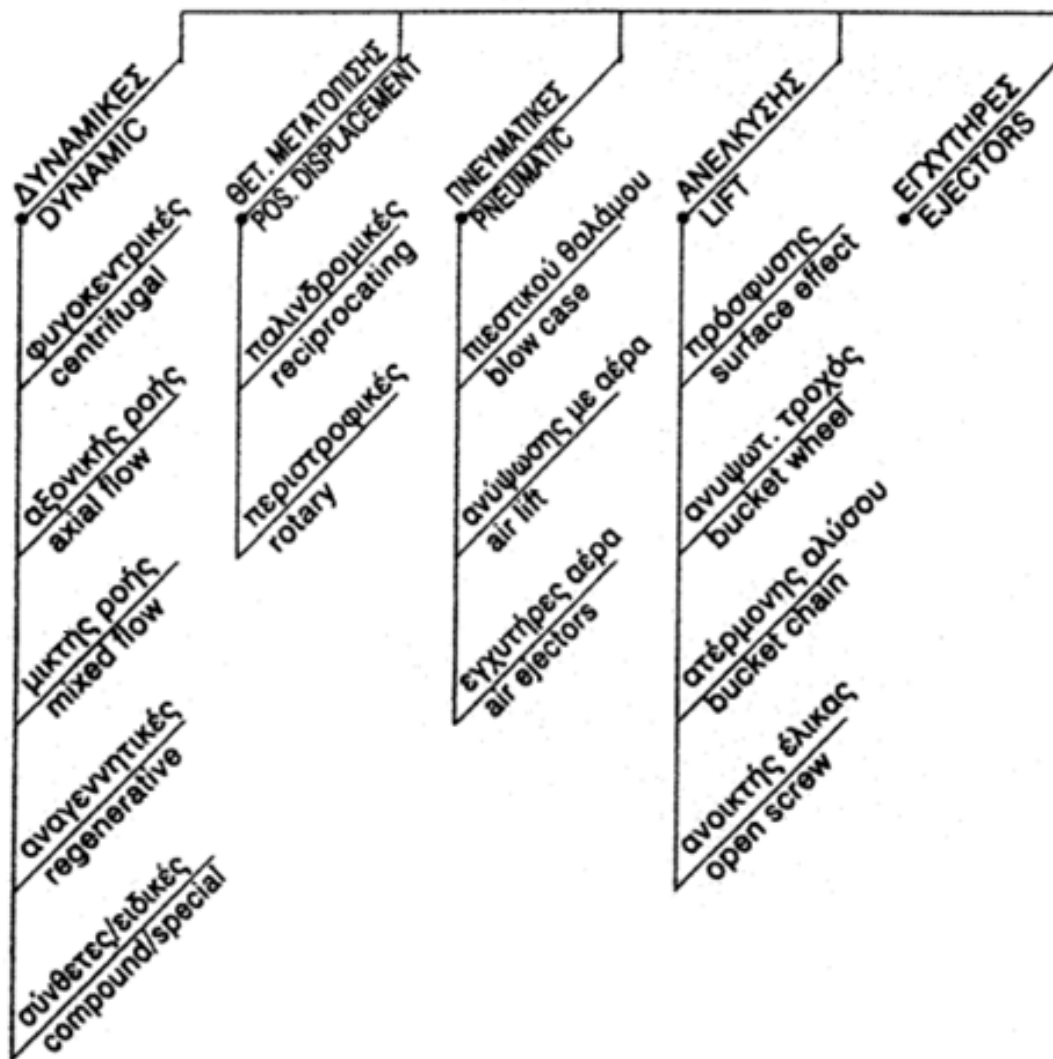 ΔΥΝΑΜΙΚΕΣ
DYNAMIC
φυγοκεντρικές
centrifugal
αξονικής ροής
axial flow
μικτής ροής
mixed flow
αναγεννητικές
regenerative
σύνθετες/ειδικές
compound/special
ΘΕΤ. ΜΕΤΑΤΟΠΙΣΗΣ
POS. DISPLACEMENT
παλινδρομικές
reciprocating
περιστροφικές
rotary
ΠΝΕΥΜΑΤΙΚΕΣ
PNEUMATIC
πιεστικού θαλάμου
blow case
ανύψωσης με αέρα
air lift
εγχυτήρες αέρα
air ejectors
ΑΝΕΛΚΥΣΗΣ
LIFT
πρόσφυσης
surface effect
ανυψωτ. τροχός
bucket wheel
ατέρμονης αλύσου
bucket chain
ανοικτής έλικας
open screw
ΕΓΧΥΤΗΡΕΣ
EJECTORS